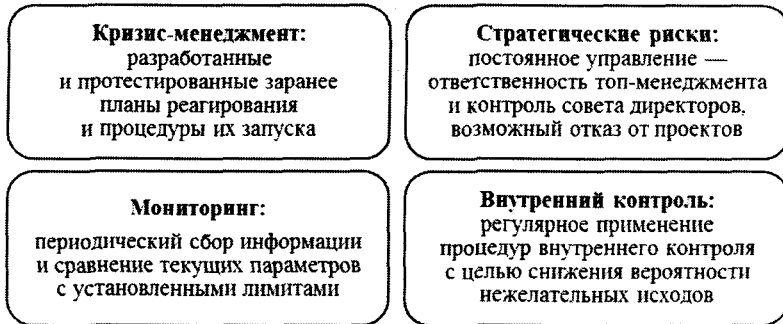 Кризис-менеджмент:
разработанные
и протестированные заранее
планы реагирования
и процедуры их запуска
Стратегические риски:
постоянное управление —
ответственность топ-менеджмента
и контроль совета директоров,
возможный отказ от проектов
Мониторинг:
периодический сбор информации
и сравнение текущих параметров
с установленными лимитами
Внутренний контроль:
регулярное применение
процедур внутреннего контроля
с целью снижения вероятности
нежелательных исходов